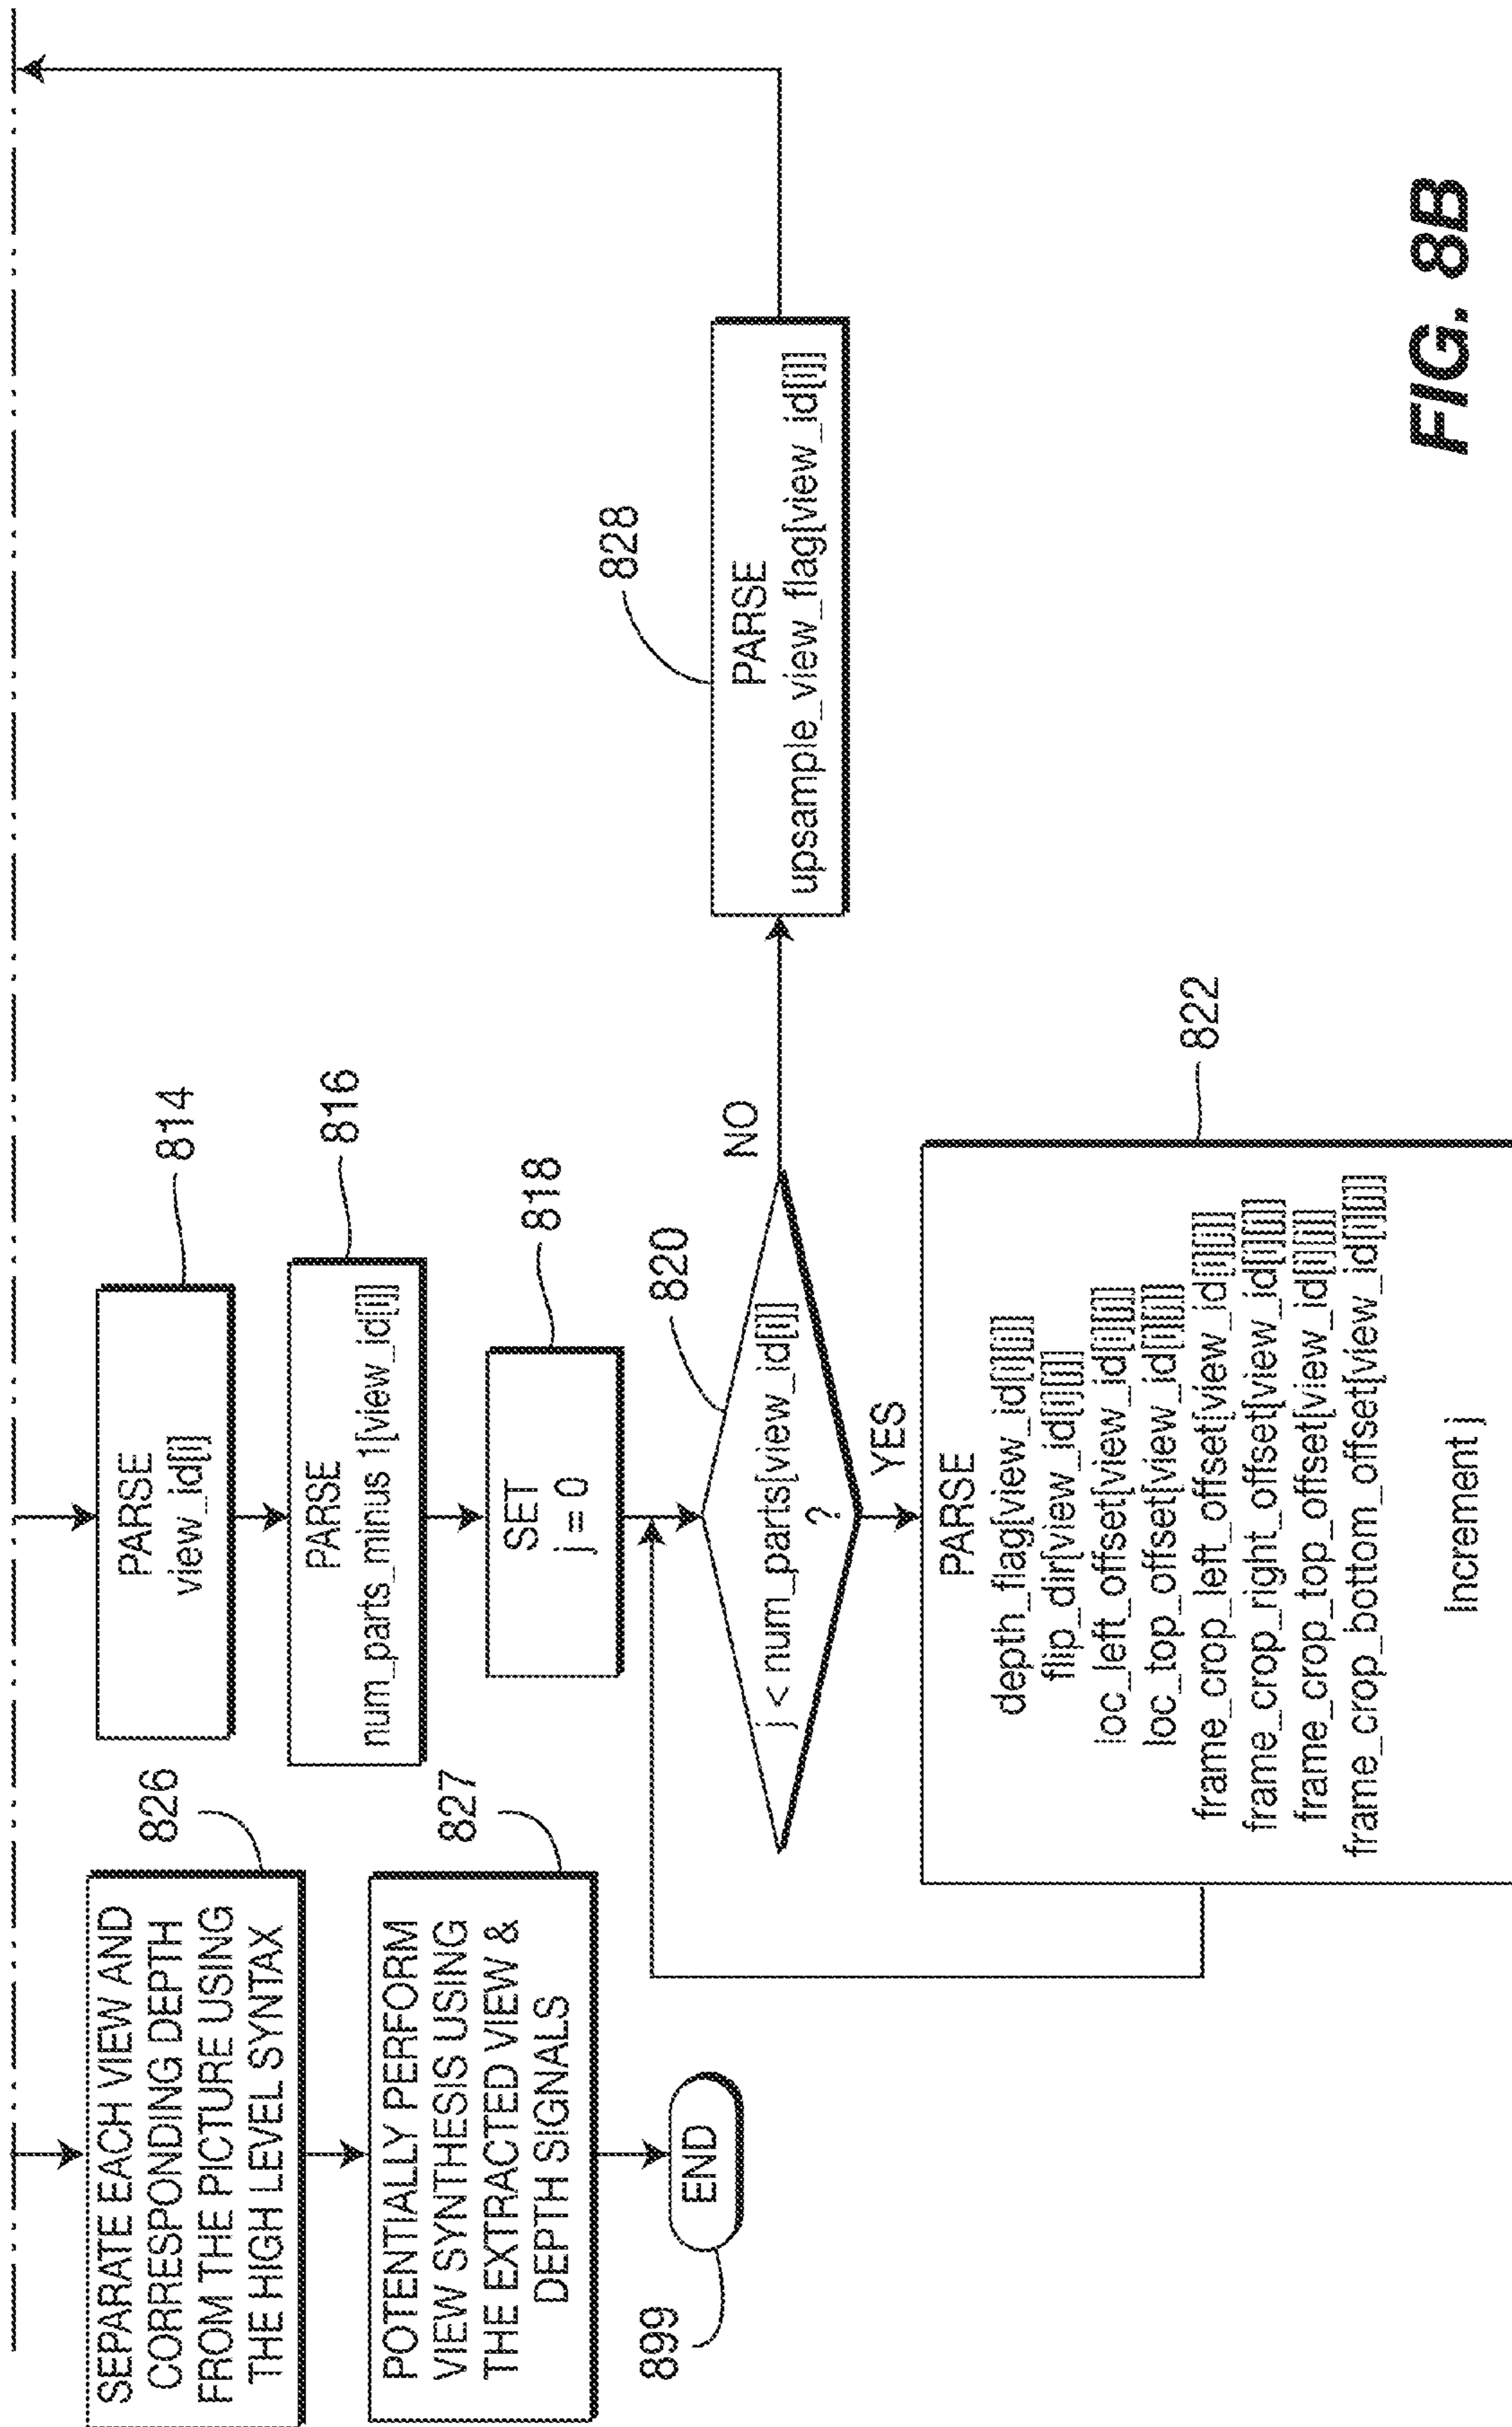 SEPARATE EACH VIEW AND
CORRESPONDING DEPTH
FROM THE PICTURE USING
THE HIGH LEVEL SYNTAX
826
POTENTIALLY PERFORM
VIEW SYNTHESIS USING
THE EXTRACTED VIEW &
DEPTH SIGNALS
827
END
899
PARSE
view_id[i]
814
PARSE
num_parts_minus 1[view_id[i]]
816
SET
j = 0
818
j < num_parts[view_id[i]]
?
820
NO
YES
PARSE
depth_flag[view_id[i]][j]
flip_dir[view_id[i]][j]
loc_left_offset[view_id[i]][j]
loc_top_offset[view_id[i]][j]
frame_crop_left_offset[view_id[i]][j]
frame_crop_right_offset[view_id[i]][j]
frame_crop_top_offset[view_id[i]][j]
frame_crop_bottom_offset[view_id[i]][j]
Increment j
822
PARSE
upsample_view_flag[view_id[i]]
828
FIG. 8B